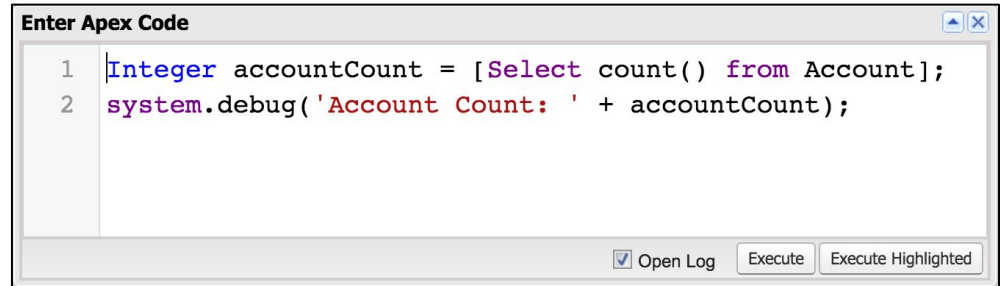 Enter Apex Code
1 Integer accountCount = [Select count() from Account];
2 system.debug('Account Count: ' + accountCount);
Open Log Execute Execute Highlighted